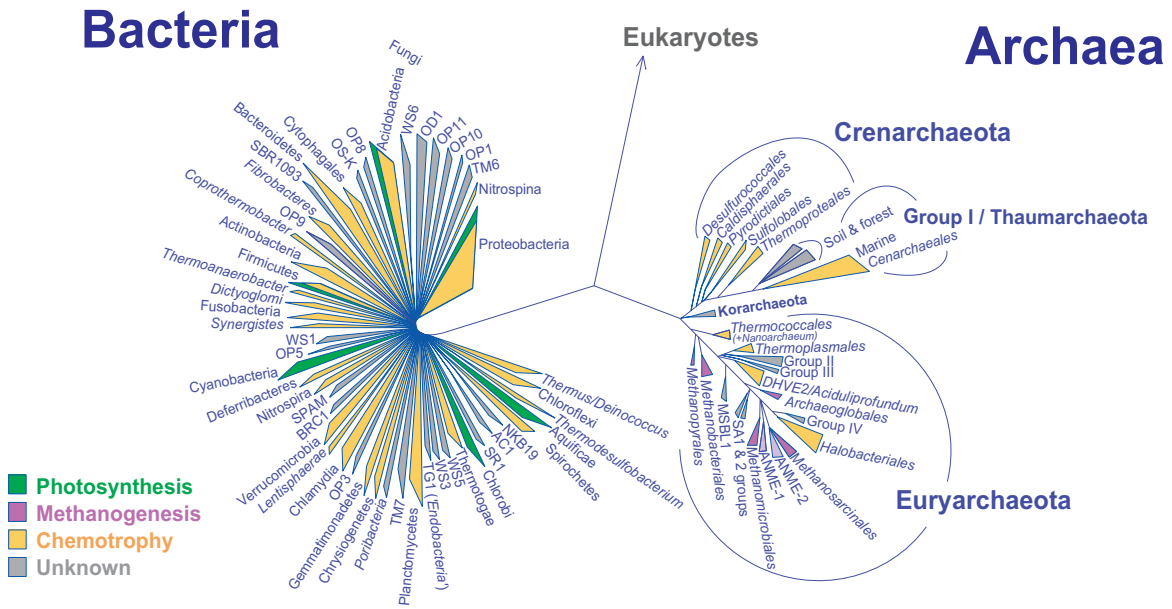 Bacteria
Eukaryotes
Archaea
Fungi
Acidobacteria
WS6
OD1
OP11
OP10
OP1
TM6
Nitrospina
Proteobacteria
OP8
OS-K
Cytophagales
Bacteroidetes
SBR1093
Fibrobacteres
OP9
Coprothermobacter
Actinobacteria
Firmicutes
Thermoanaerobacter
Dictyoglomi
Fusobacteria
Synergistes
WS1
OP5
Cyanobacteria
Deferribacteres
Nitrospira
SPAM
BRC1
Verrucomicrobia
Lentisphaerae
Chlamydia
OP3
Gemmatimonadetes
Chrysiogenetes
Poribacteria
TM7
Planctomycetes
TG1 ('Endobacteria')
WS3
WS5
Thermotogae
Chlorobi
SR1
AC1
NKB19
Spirochetes
Aquificae
Thermodesulfobacterium
Chloroflexi
Thermus/Deinococcus
Crenarchaeota
Desulfurococcales
Caldisphaerales
Pyrodictiales
Sulfolobales
Thermoproteales
Group I / Thaumarchaeota
Soil & forest
Marine
Cenarchaeales
Korarchaeota
Thermococcales
(+Nanoarchaeum)
Thermoplasmales
Group II
Group III
DHVE2/Aciduliprofundum
Archaeoglobales
Group IV
Halobacteriales
Methanosarcinales
ANME-2
ANME-1
Methanomicrobiales
SA1 & 2 groups
MSBL1
Methanobacteriales
Methanopyrales
Euryarchaeota
Photosynthesis
Methanogenesis
Chemotrophy
Unknown